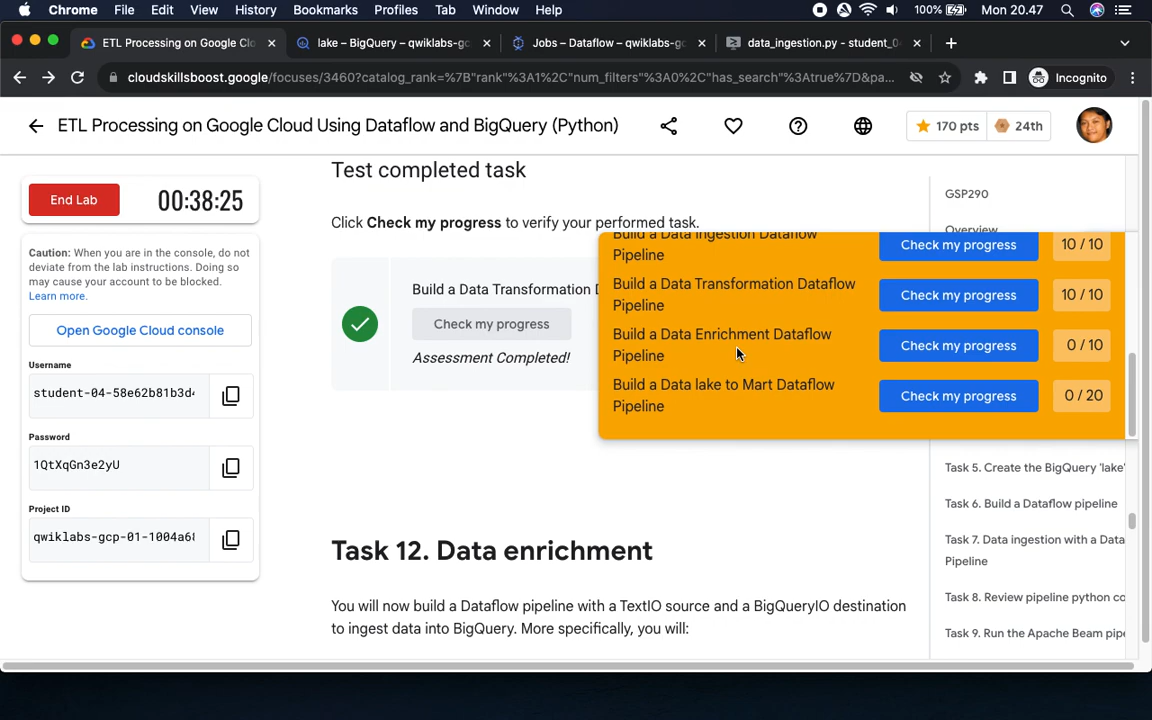 Chrome File Edit View History Bookmarks Profiles Tab Window Help 100% Mon 20.47
ETL Processing on Google Clo
lake – BigQuery – qwiklabs-gc
Jobs – Dataflow – qwiklabs-gc
data_ingestion.py - student_0
cloudskillsboost.google/focuses/3460?catalog_rank=%7B"rank"%3A1%2C"num_filters"%3A0%2C"has_search"%3Atrue%7D&pa...
Incognito
ETL Processing on Google Cloud Using Dataflow and BigQuery (Python)
170 pts
24th
End Lab
00:38:25
Caution: When you are in the console, do not
deviate from the lab instructions. Doing so
may cause your account to be blocked.
Learn more.
Open Google Cloud console
Username
student-04-58e62b81b3d
Password
1QtXqGn3e2yU
Project ID
qwiklabs-gcp-01-1004a6
Test completed task
Click Check my progress to verify your performed task.
Build a Data Transformation
Check my progress
Assessment Completed!
Build a Data Ingestion Dataflow
Pipeline
Check my progress
10 / 10
Build a Data Transformation Dataflow
Pipeline
Check my progress
10 / 10
Build a Data Enrichment Dataflow
Pipeline
Check my progress
0 / 10
Build a Data lake to Mart Dataflow
Pipeline
Check my progress
0 / 20
Task 12. Data enrichment
You will now build a Dataflow pipeline with a TextIO source and a BigQueryIO destination
to ingest data into BigQuery. More specifically, you will:
GSP290
Overview
Task 5. Create the BigQuery 'lake'
Task 6. Build a Dataflow pipeline
Task 7. Data ingestion with a Data
Pipeline
Task 8. Review pipeline python co
Task 9. Run the Apache Beam pipe